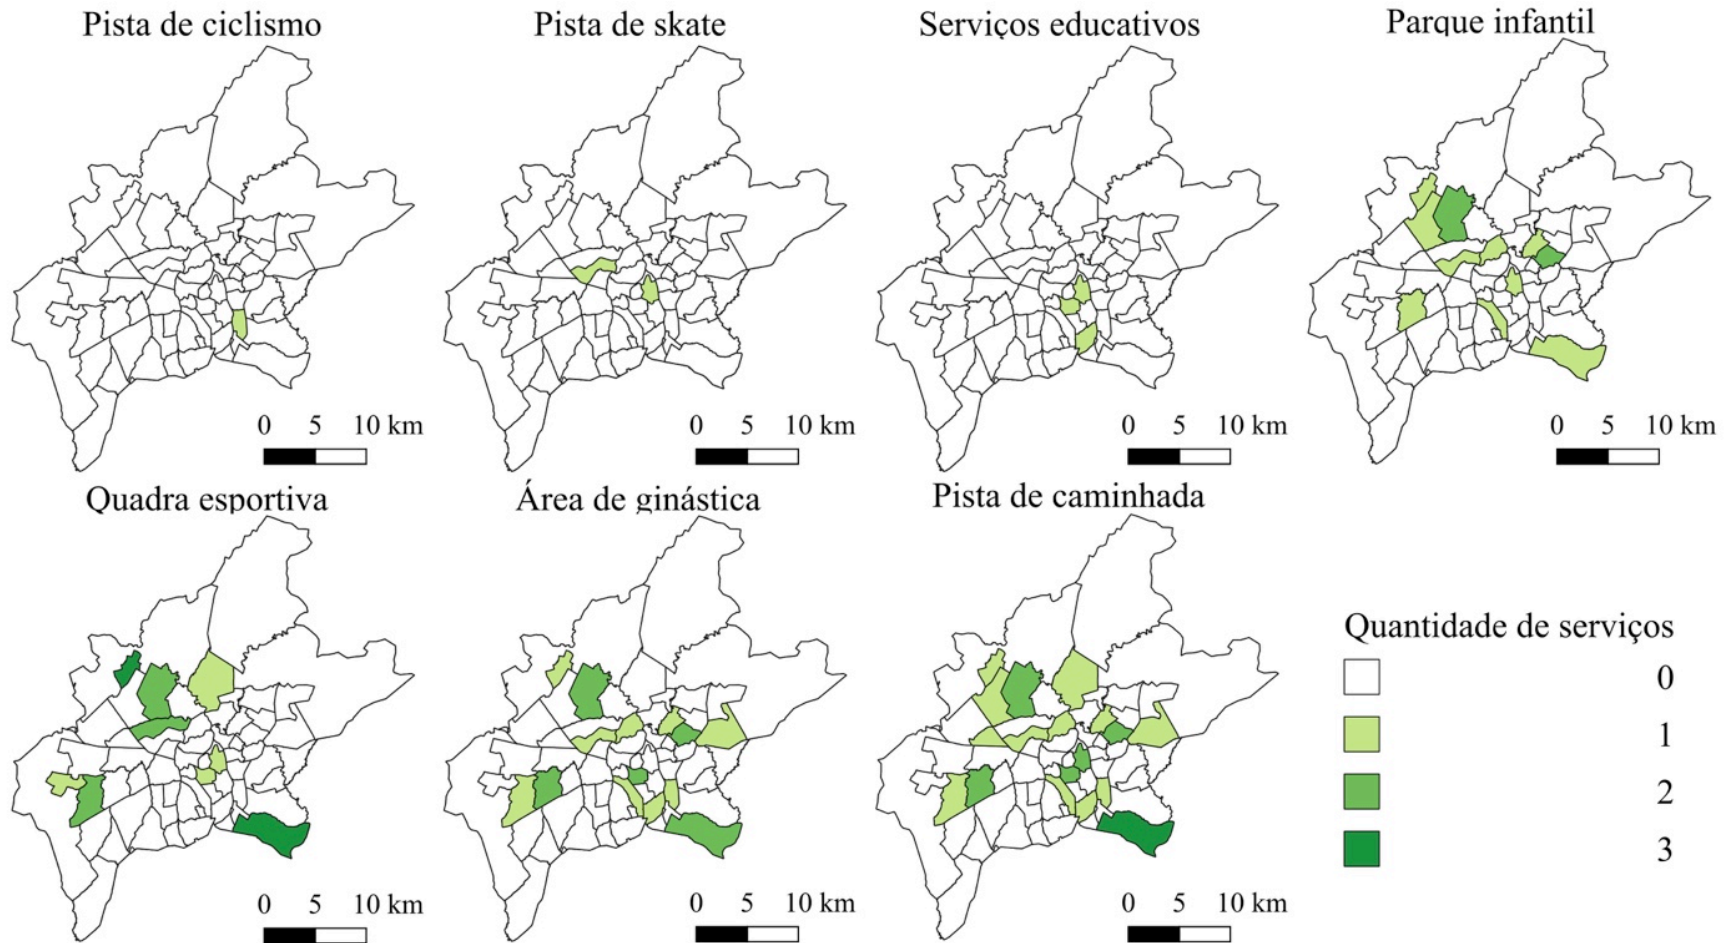 Pista de ciclismo
Pista de skate
Serviços educativos
Parque infantil
0 5 10 km
0 5 10 km
0 5 10 km
0 5 10 km
Quadra esportiva
Área de ginástica
Pista de caminhada
0 5 10 km
0 5 10 km
0 5 10 km
Quantidade de serviços
0
1
2
3